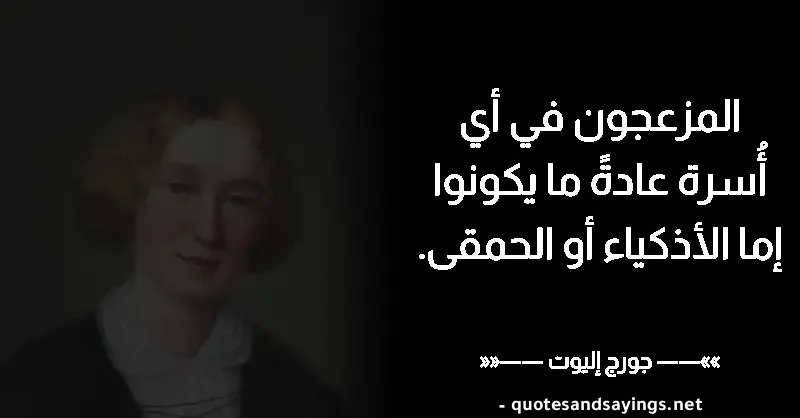 المزعجون في أي
أُسرة عادةً ما يكونوا
إما الأذكياء أو الحمقى.
»»——— جورج إليوت ———««
- quotesandsayings.net